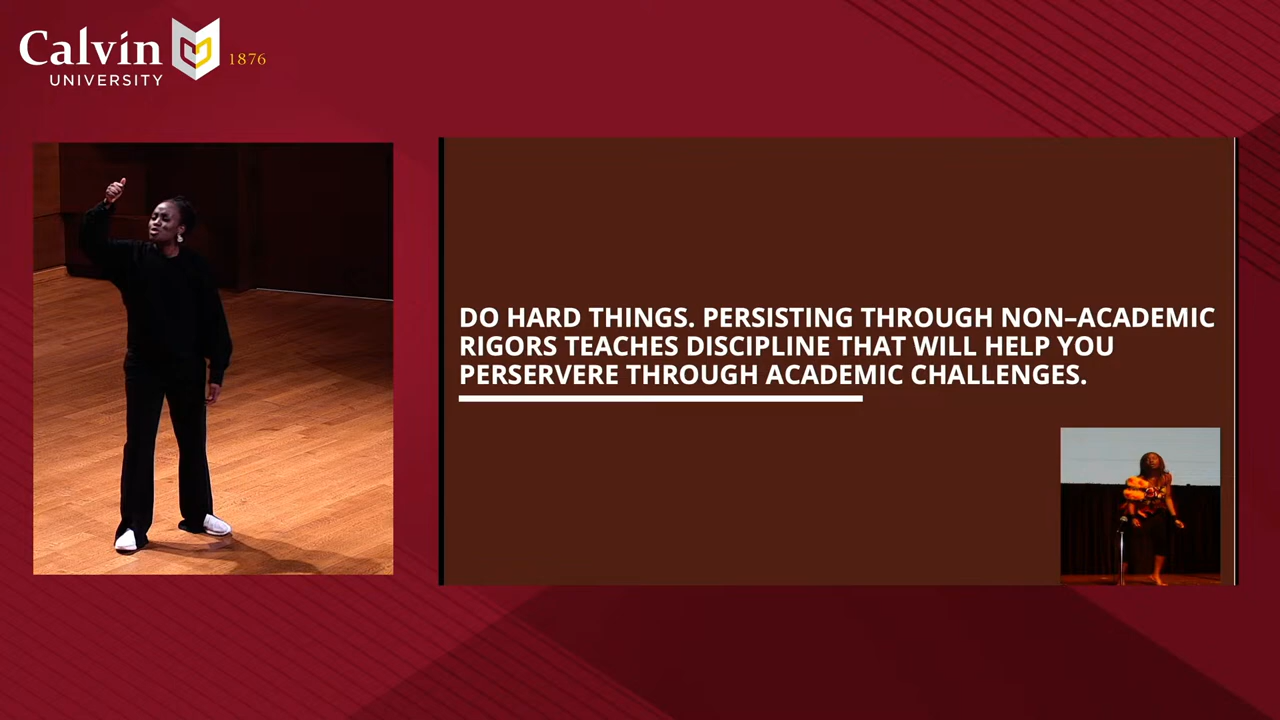 Calvin
UNIVERSITY
1876
DO HARD THINGS. PERSISTING THROUGH NON–ACADEMIC
RIGORS TEACHES DISCIPLINE THAT WILL HELP YOU
PERSERVERE THROUGH ACADEMIC CHALLENGES.